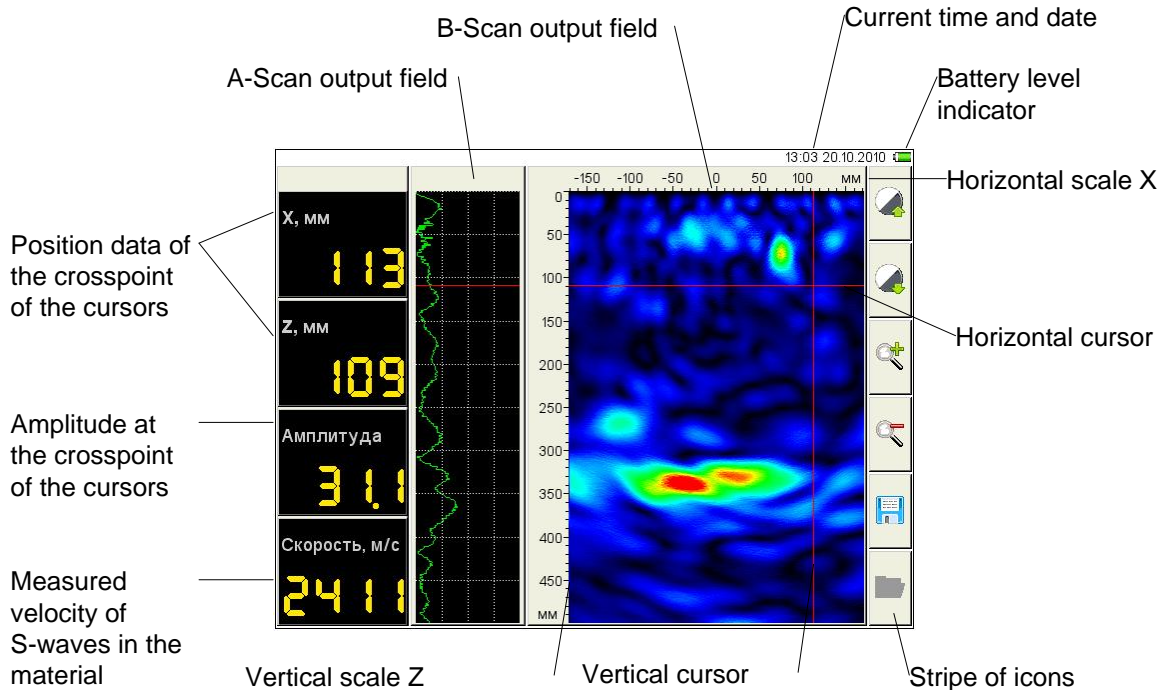 Current time and date
B-Scan output field
A-Scan output field
Battery level
indicator
13:03 20.10.2010
-150 -100 -50 0 50 100 мм
Horizontal scale X
X, мм
113
Position data of
the crosspoint
of the cursors
Z, мм
109
Horizontal cursor
Амплитуда
31.1
Amplitude at
the crosspoint
of the cursors
Скорость, м/с
2411
Measured
velocity of
S-waves in the
material
0
50
100
150
200
250
300
350
400
450
мм
Vertical scale Z
Vertical cursor
Stripe of icons